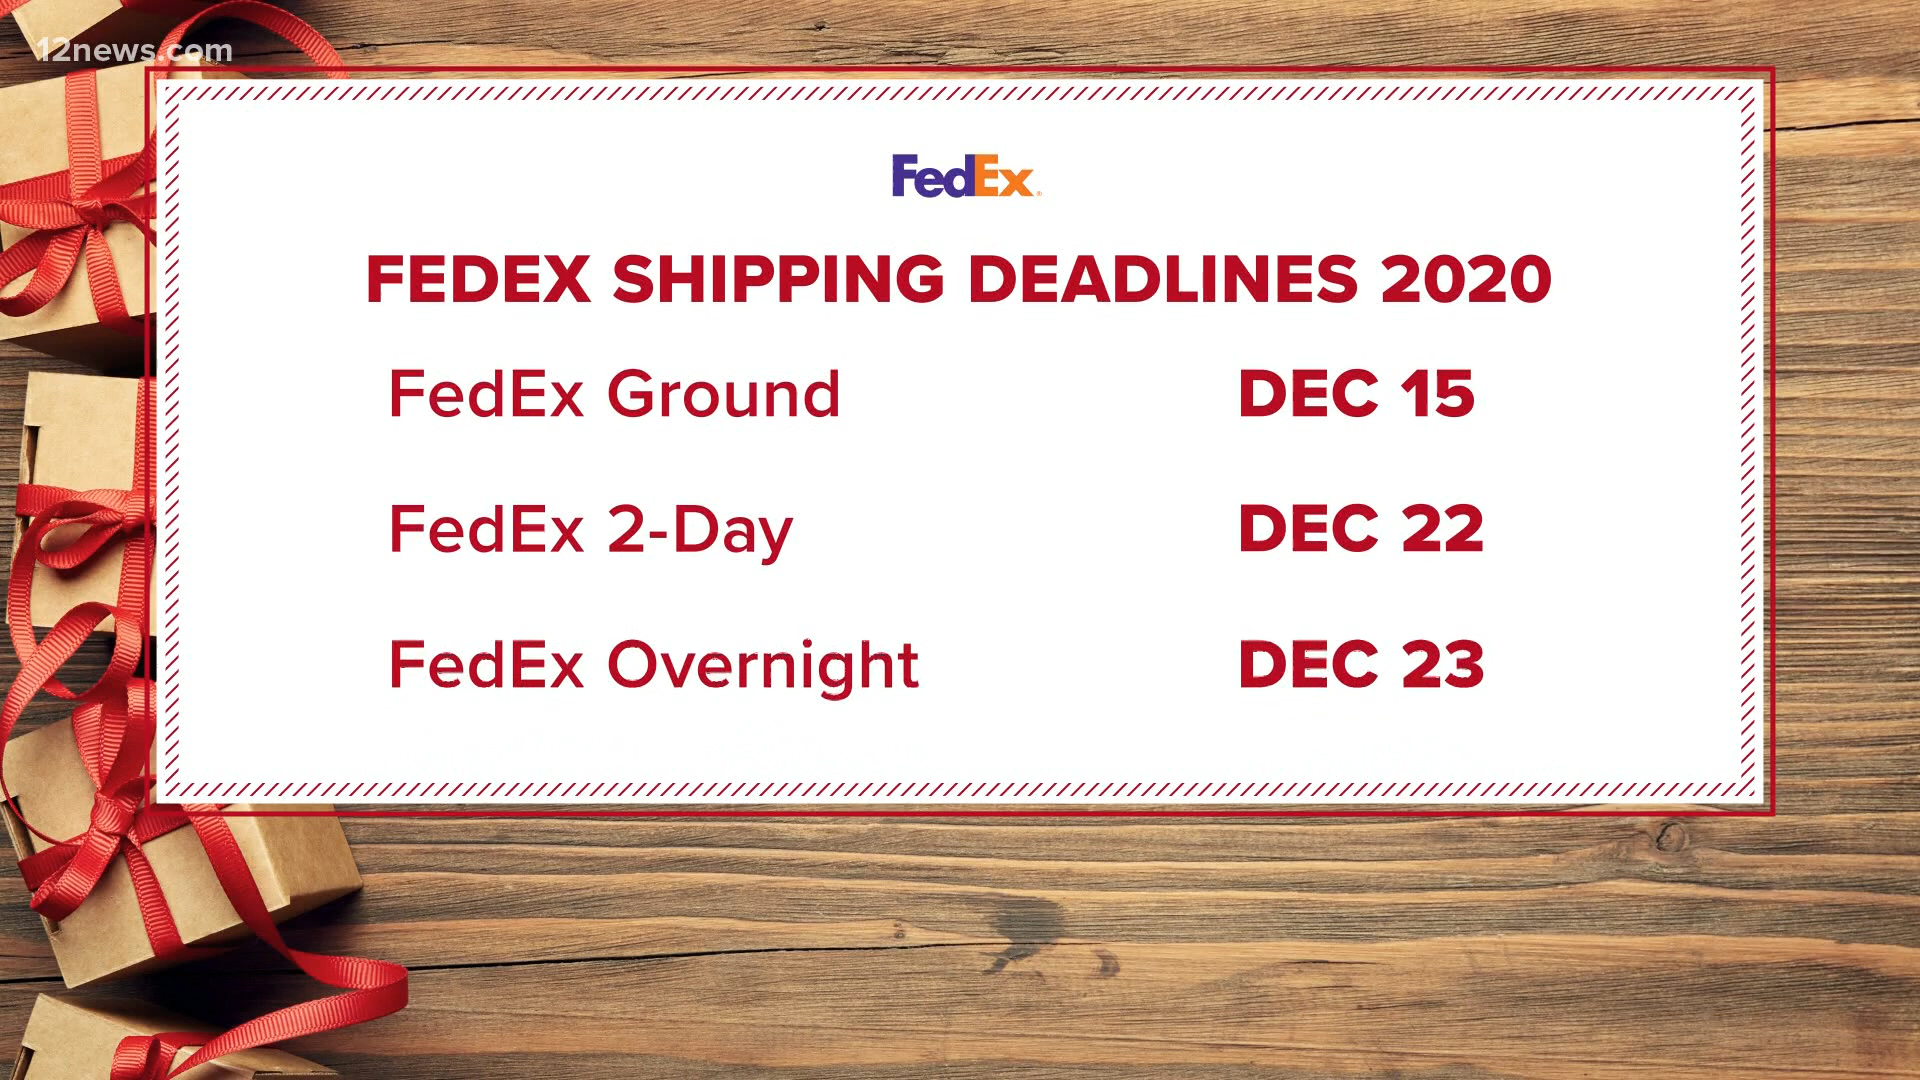 12news.com
FedEx
FEDEX SHIPPING DEADLINES 2020
FedEx Ground DEC 15
FedEx 2-Day DEC 22
FedEx Overnight DEC 23